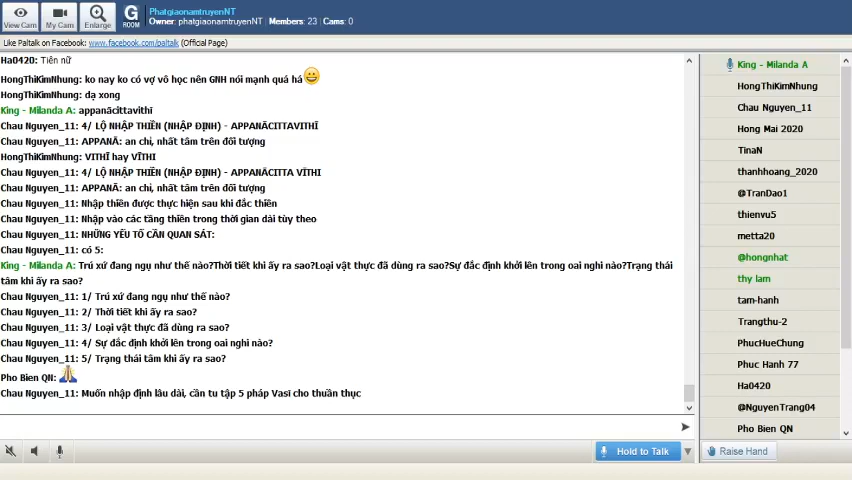 View Cam
My Cam
Enlarge
G
ROOM
PhatgiaonamtruyenNT
Owner: phatgiaonamtruyenNT | Members: 23 | Cams: 0
Like Paltalk on Facebook: www.facebook.com/paltalk (Official Page)
Ha0420: Tiên nữ
HongThiKimNhung: ko nay ko có vợ vô học nên GNH nói mạnh quá há
HongThiKimNhung: dạ xong
King - Milanda A: appanācittavithī
Chau Nguyen_11: 4/ LỘ NHẬP THIỀN (NHẬP ĐỊNH) - APPANĀCITTAVITHĪ
Chau Nguyen_11: APPANĀ: an chỉ, nhất tâm trên đối tượng
HongThiKimNhung: VITHĪ hay VĪTHI
Chau Nguyen_11: 4/ LỘ NHẬP THIỀN (NHẬP ĐỊNH) - APPANĀCITTA VĪTHI
Chau Nguyen_11: APPANĀ: an chỉ, nhất tâm trên đối tượng
Chau Nguyen_11: Nhập thiền được thực hiện sau khi đắc thiền
Chau Nguyen_11: Nhập vào các tầng thiền trong thời gian dài tùy theo
Chau Nguyen_11: NHỮNG YẾU TỐ CẦN QUAN SÁT:
Chau Nguyen_11: có 5:
King - Milanda A: Trú xứ đang ngụ như thế nào?Thời tiết khi ấy ra sao?Loại vật thực đã dùng ra sao?Sự đắc định khởi lên trong oai nghi nào?Trạng thái
tâm khi ấy ra sao?
Chau Nguyen_11: 1/ Trú xứ đang ngụ như thế nào?
Chau Nguyen_11: 2/ Thời tiết khi ấy ra sao?
Chau Nguyen_11: 3/ Loại vật thực đã dùng ra sao?
Chau Nguyen_11: 4/ Sự đắc định khởi lên trong oai nghi nào?
Chau Nguyen_11: 5/ Trạng thái tâm khi ấy ra sao?
Pho Bien QN:
Chau Nguyen_11: Muốn nhập định lâu dài, cần tu tập 5 pháp Vasī cho thuần thục
Hold to Talk
King - Milanda A
HongThiKimNhung
Chau Nguyen_11
Hong Mai 2020
TinaN
thanhhoang_2020
@TranDao1
thienvu5
metta20
@hongnhat
thy lam
tam-hanh
Trangthu-2
PhucHueChung
Phuc Hanh 77
Ha0420
@NguyenTrang04
Pho Bien QN
Raise Hand